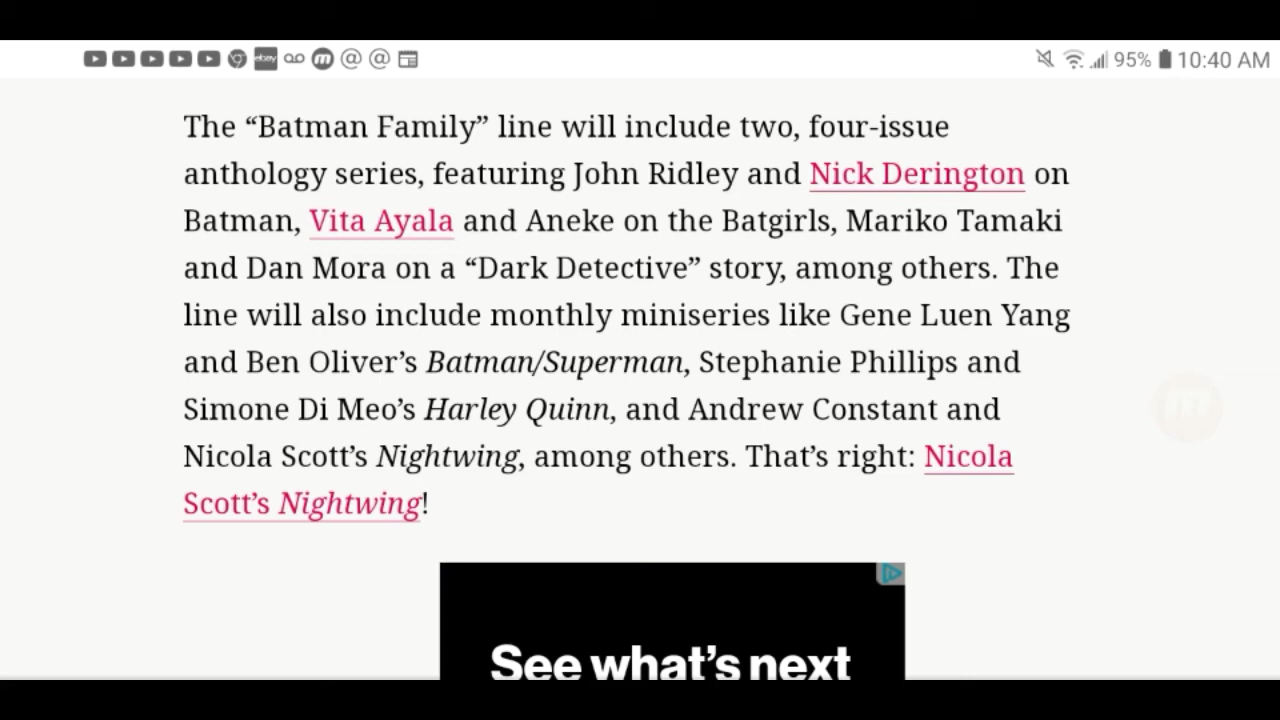 ebay
m
@
@
95%
10:40 AM
The “Batman Family” line will include two, four-issue
anthology series, featuring John Ridley and Nick Derington on
Batman, Vita Ayala and Aneke on the Batgirls, Mariko Tamaki
and Dan Mora on a “Dark Detective” story, among others. The
line will also include monthly miniseries like Gene Luen Yang
and Ben Oliver’s Batman/Superman, Stephanie Phillips and
Simone Di Meo’s Harley Quinn, and Andrew Constant and
Nicola Scott’s Nightwing, among others. That’s right: Nicola
Scott’s Nightwing!
m
See what’s next